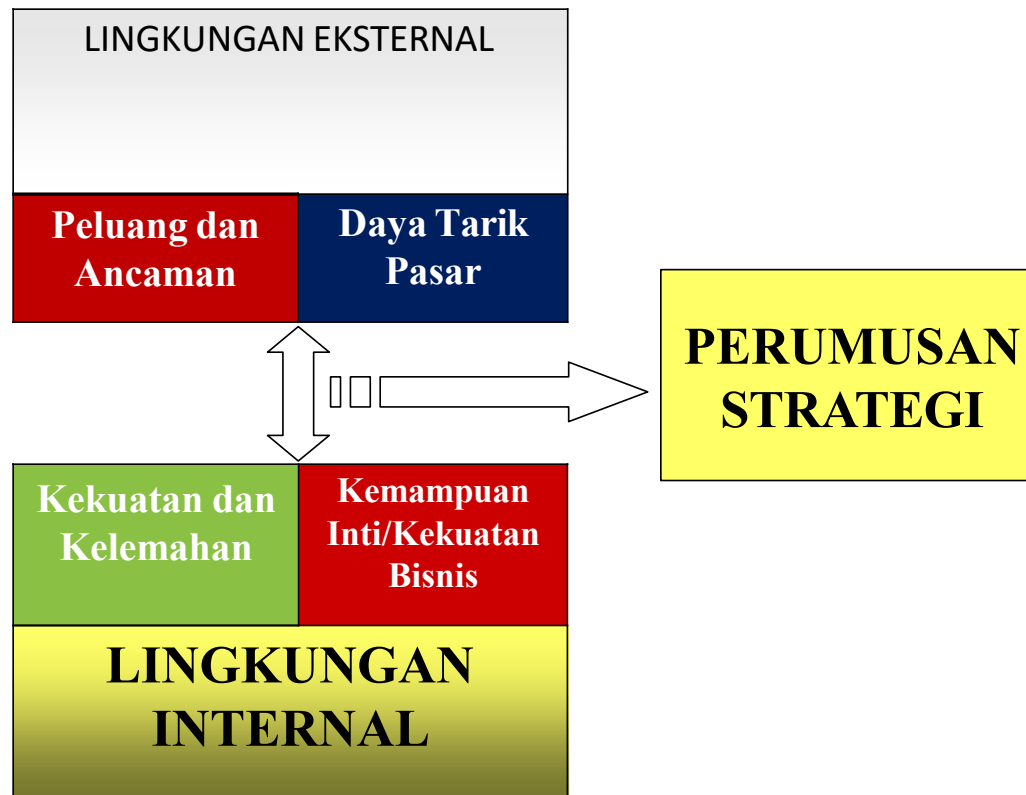 LINGKUNGAN EKSTERNAL
Peluang dan
Ancaman
Daya Tarik
Pasar
PERUMUSAN
STRATEGI
Kekuatan dan
Kelemahan
Kemampuan
Inti/Kekuatan
Bisnis
LINGKUNGAN
INTERNAL